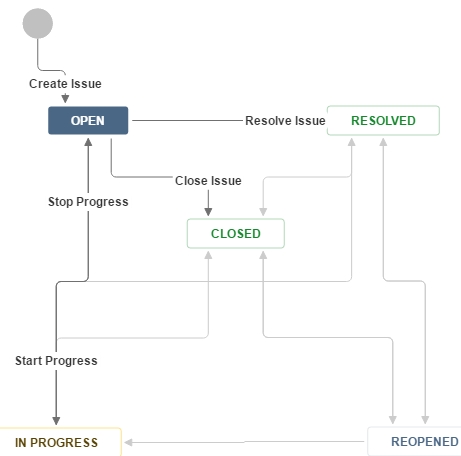 Create Issue
OPEN
Resolve Issue
RESOLVED
Close Issue
Stop Progress
CLOSED
Start Progress
IN PROGRESS
REOPENED